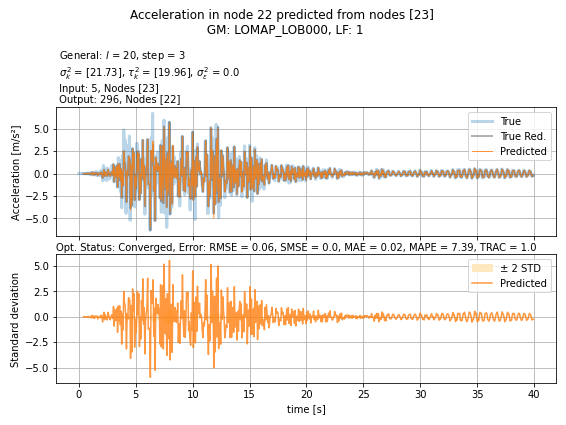 Acceleration in node 22 predicted from nodes [23]
GM: LOMAP_LOB000, LF: 1
General: l = 20, step = 3
σ²ₖ = [21.73], τ²ₖ = [19.96], σ²ε = 0.0
Input: 5, Nodes [23]
Output: 296, Nodes [22]
Acceleration [m/s²]
5.0
2.5
0.0
−2.5
−5.0
True
True Red.
Predicted
Opt. Status: Converged, Error: RMSE = 0.06, SMSE = 0.0, MAE = 0.02, MAPE = 7.39, TRAC = 1.0
Standard deviation
5.0
2.5
0.0
−2.5
−5.0
± 2 STD
Predicted
0 5 10 15 20 25 30 35 40
time [s]